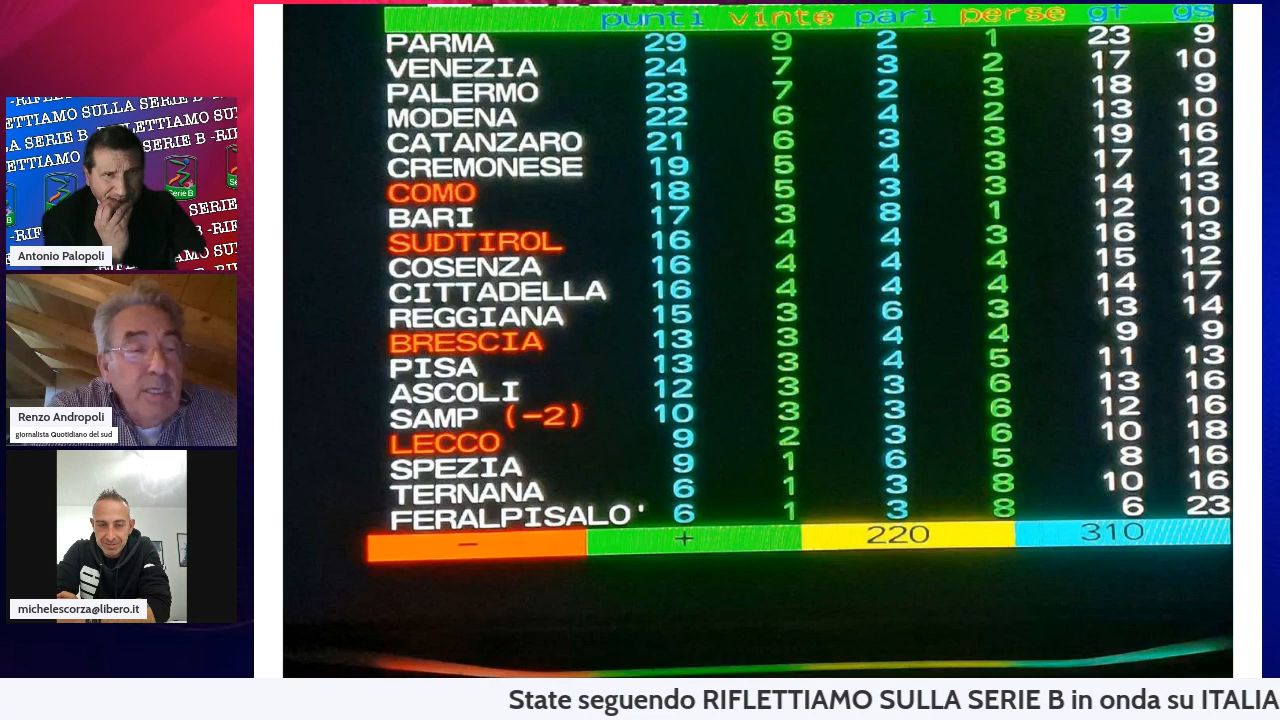 punti vinte pari perse gf gs
PARMA 29 9 2 1 23 9
VENEZIA 24 7 3 2 17 10
PALERMO 23 7 2 3 18 9
MODENA 22 6 4 2 13 10
CATANZARO 21 6 3 3 19 16
CREMONESE 19 5 4 3 17 12
COMO 18 5 3 3 14 13
BARI 17 3 8 1 12 10
SUDTIROL 16 4 4 3 16 13
COSENZA 16 4 4 4 15 12
CITTADELLA 16 4 4 4 14 17
REGGIANA 15 3 6 3 13 14
BRESCIA 13 3 4 4 9 9
PISA 13 3 4 5 11 13
ASCOLI 12 3 3 6 13 16
SAMP (-2) 10 3 3 6 12 16
LECCO 9 2 3 6 10 18
SPEZIA 9 1 6 5 8 16
TERNANA 6 1 3 8 10 16
FERALPISALO' 6 1 3 8 6 23
- + 220 310
ETTIAMO SULLA SERIE B
LA SERIE B
LETTIAMO
ETTIAMO
Serie B
SERIE
Antonio Palopoli
Renzo Andropoli
giornalista Quotidiano del sud
michelescorza@libero.it
State seguendo RIFLETTIAMO SULLA SERIE B in onda su ITALIA